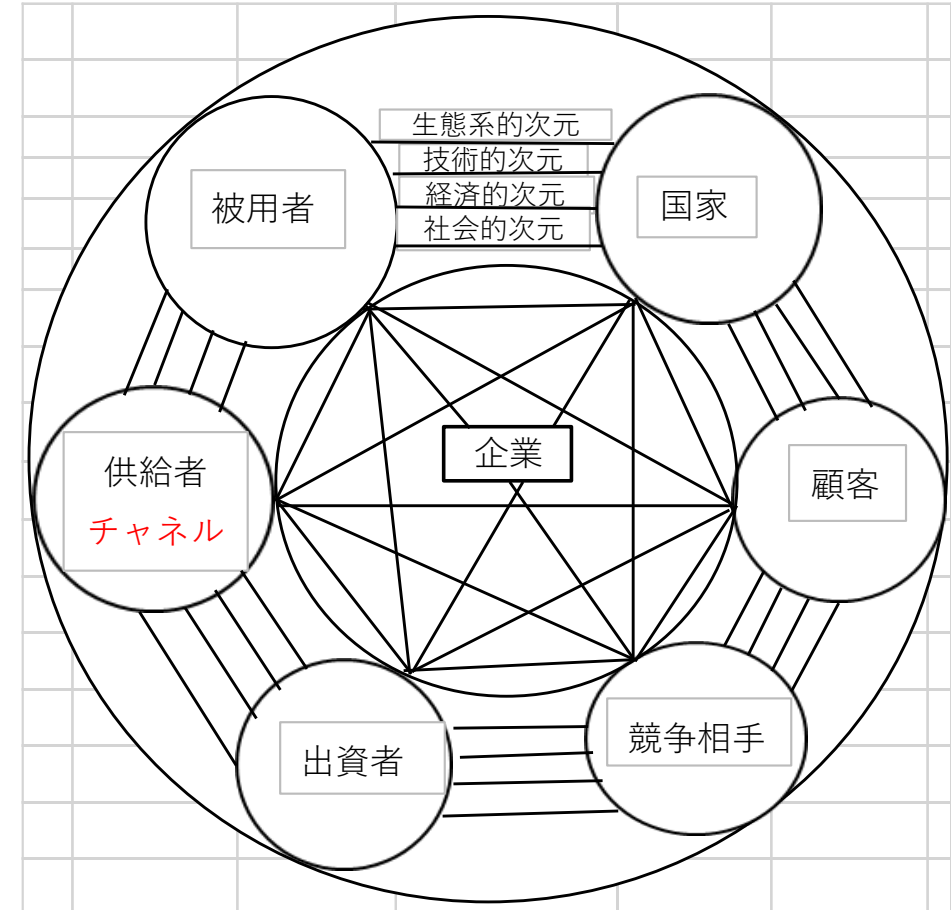 生態系的次元
技術的次元
経済的次元
社会的次元
被用者
国家
企業
供給者
チャネル
顧客
出資者
競争相手